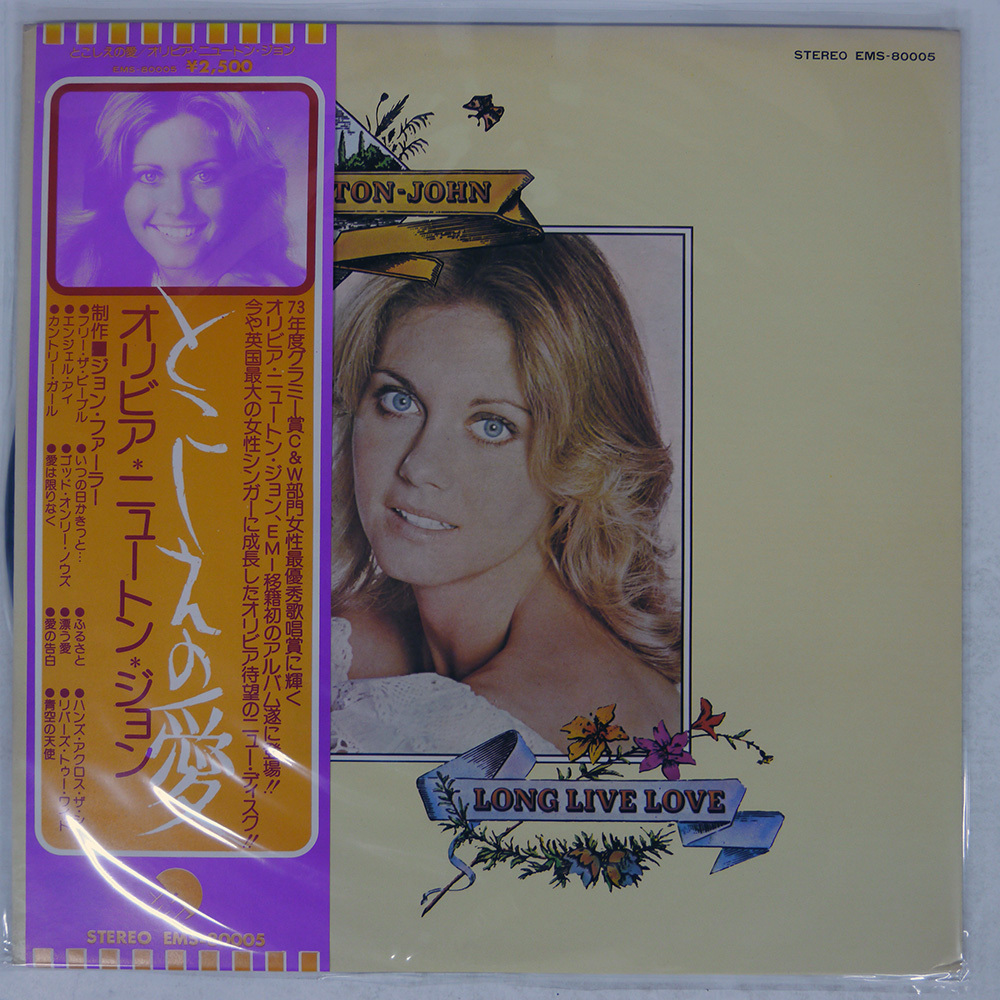 とこしえの愛/オリビア・ニュートン・ジョン
EMS-80005 ¥2,500
STEREO EMS-80005
TON-JOHN
73年度グラミー賞C&W部門女性最優秀歌唱賞に輝く
オリビア・ニュートン・ジョン、EMI移籍初のアルバム遂に登場!!
今や英国最大の女性シンガーに成長したオリビア待望のニュー・ディスク!!
とこしえの愛
オリビア*ニュートン*ジョン
制作■ジョン・ファーラー
●フリー・ザ・ピープル
●エンジェル・アイ
●カントリー・ガール
●いつの日かきっと…
●ゴッド・オンリー・ノウズ
●愛は限りなく
●ふるさと
●漂う愛
●愛の告白
●ハンズ・アクロス・ザ・シー
●リバーズ・トゥー・ワイド
●青空の天使
LONG LIVE LOVE
STEREO EMS-80005